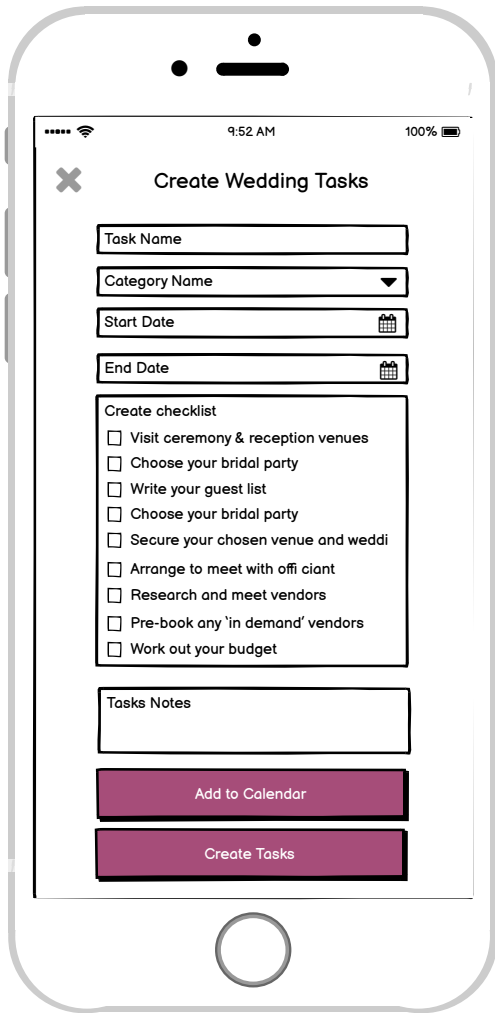 9:52 AM 100%
Create Wedding Tasks
Task Name
Category Name
Start Date
End Date
Create checklist
Visit ceremony & reception venues
Choose your bridal party
Write your guest list
Choose your bridal party
Secure your chosen venue and weddi
Arrange to meet with offi ciant
Research and meet vendors
Pre-book any ‘in demand’ vendors
Work out your budget
Tasks Notes
Add to Calendar
Create Tasks